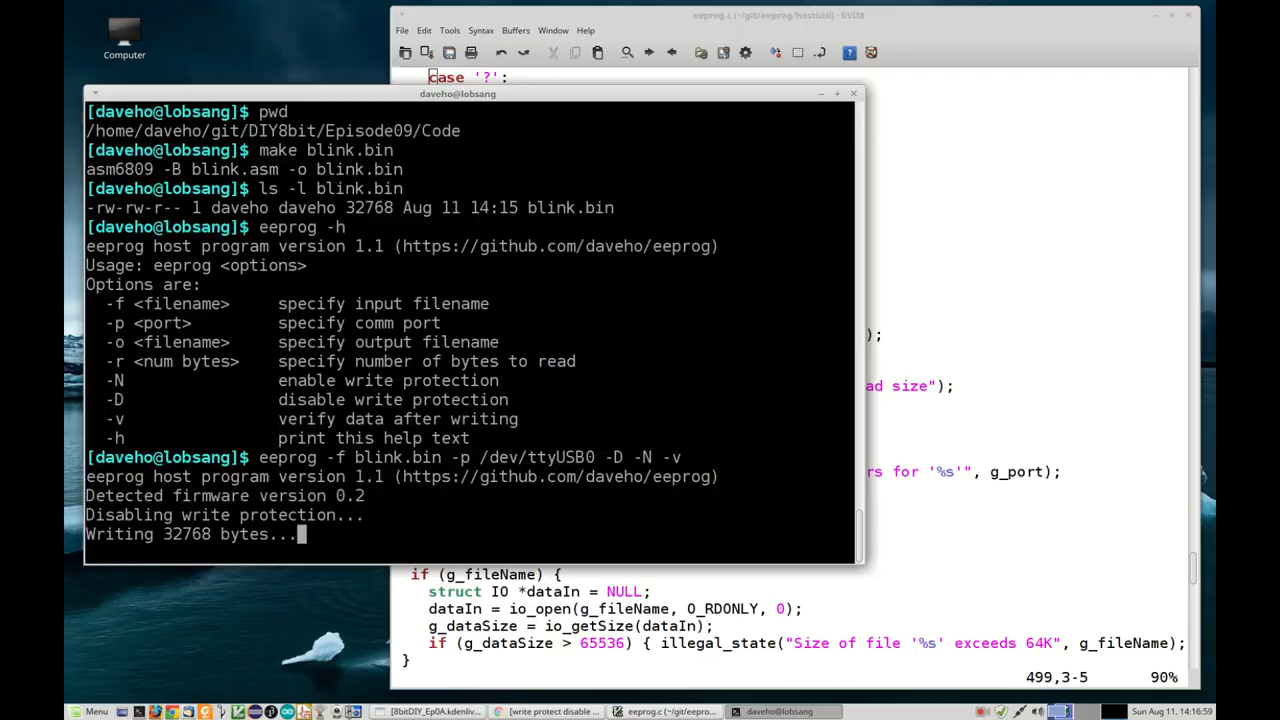 Computer
eeprog.c (~/git/eeprog/hostutil) - GVIM
File Edit Tools Syntax Buffers Window Help
case '?':
daveho@lobsang
[daveho@lobsang]$ pwd
/home/daveho/git/DIY8bit/Episode09/Code
[daveho@lobsang]$ make blink.bin
asm6809 -B blink.asm -o blink.bin
[daveho@lobsang]$ ls -l blink.bin
-rw-rw-r-- 1 daveho daveho 32768 Aug 11 14:15 blink.bin
[daveho@lobsang]$ eeprog -h
eeprog host program version 1.1 (https://github.com/daveho/eeprog)
Usage: eeprog <options>
Options are:
-f <filename> specify input filename
-p <port> specify comm port
-o <filename> specify output filename
-r <num bytes> specify number of bytes to read
-N enable write protection
-D disable write protection
-v verify data after writing
-h print this help text
[daveho@lobsang]$ eeprog -f blink.bin -p /dev/ttyUSB0 -D -N -v
eeprog host program version 1.1 (https://github.com/daveho/eeprog)
Detected firmware version 0.2
Disabling write protection...
Writing 32768 bytes...
);
ad size");
rs for '%s'", g_port);
if (g_fileName) {
struct IO *dataIn = NULL;
dataIn = io_open(g_fileName, O_RDONLY, 0);
g_dataSize = io_getSize(dataIn);
if (g_dataSize > 65536) { illegal_state("Size of file '%s' exceeds 64K", g_fileName);
}
499,3-5 90%
Menu [8bitDIY_Ep0A.kdenliv... [write protect disable ... eeprog.c (~/git/eepro... daveho@lobsang Sun Aug 11, 14:16:59